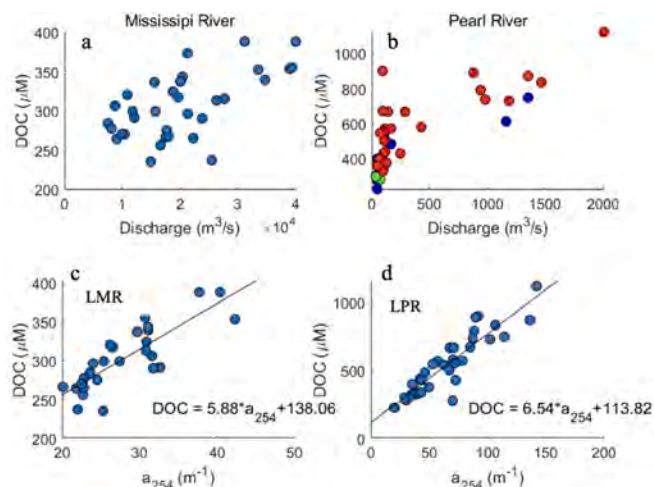 Mississipi River
Pearl River
a
b
400
350
300
250
200
DOC (μM)
0
1
2
3
4
Discharge (m³/s)
× 10⁴
1000
800
600
400
DOC (μM)
0
500
1000
1500
2000
Discharge (m³/s)
c
LMR
400
350
300
250
200
DOC (μM)
DOC = 5.88*a₂₅₄+138.06
20
30
40
50
a₂₅₄ (m⁻¹)
d
LPR
1000
500
0
DOC (μM)
DOC = 6.54*a₂₅₄+113.82
0
50
100
150
200
a₂₅₄ (m⁻¹)